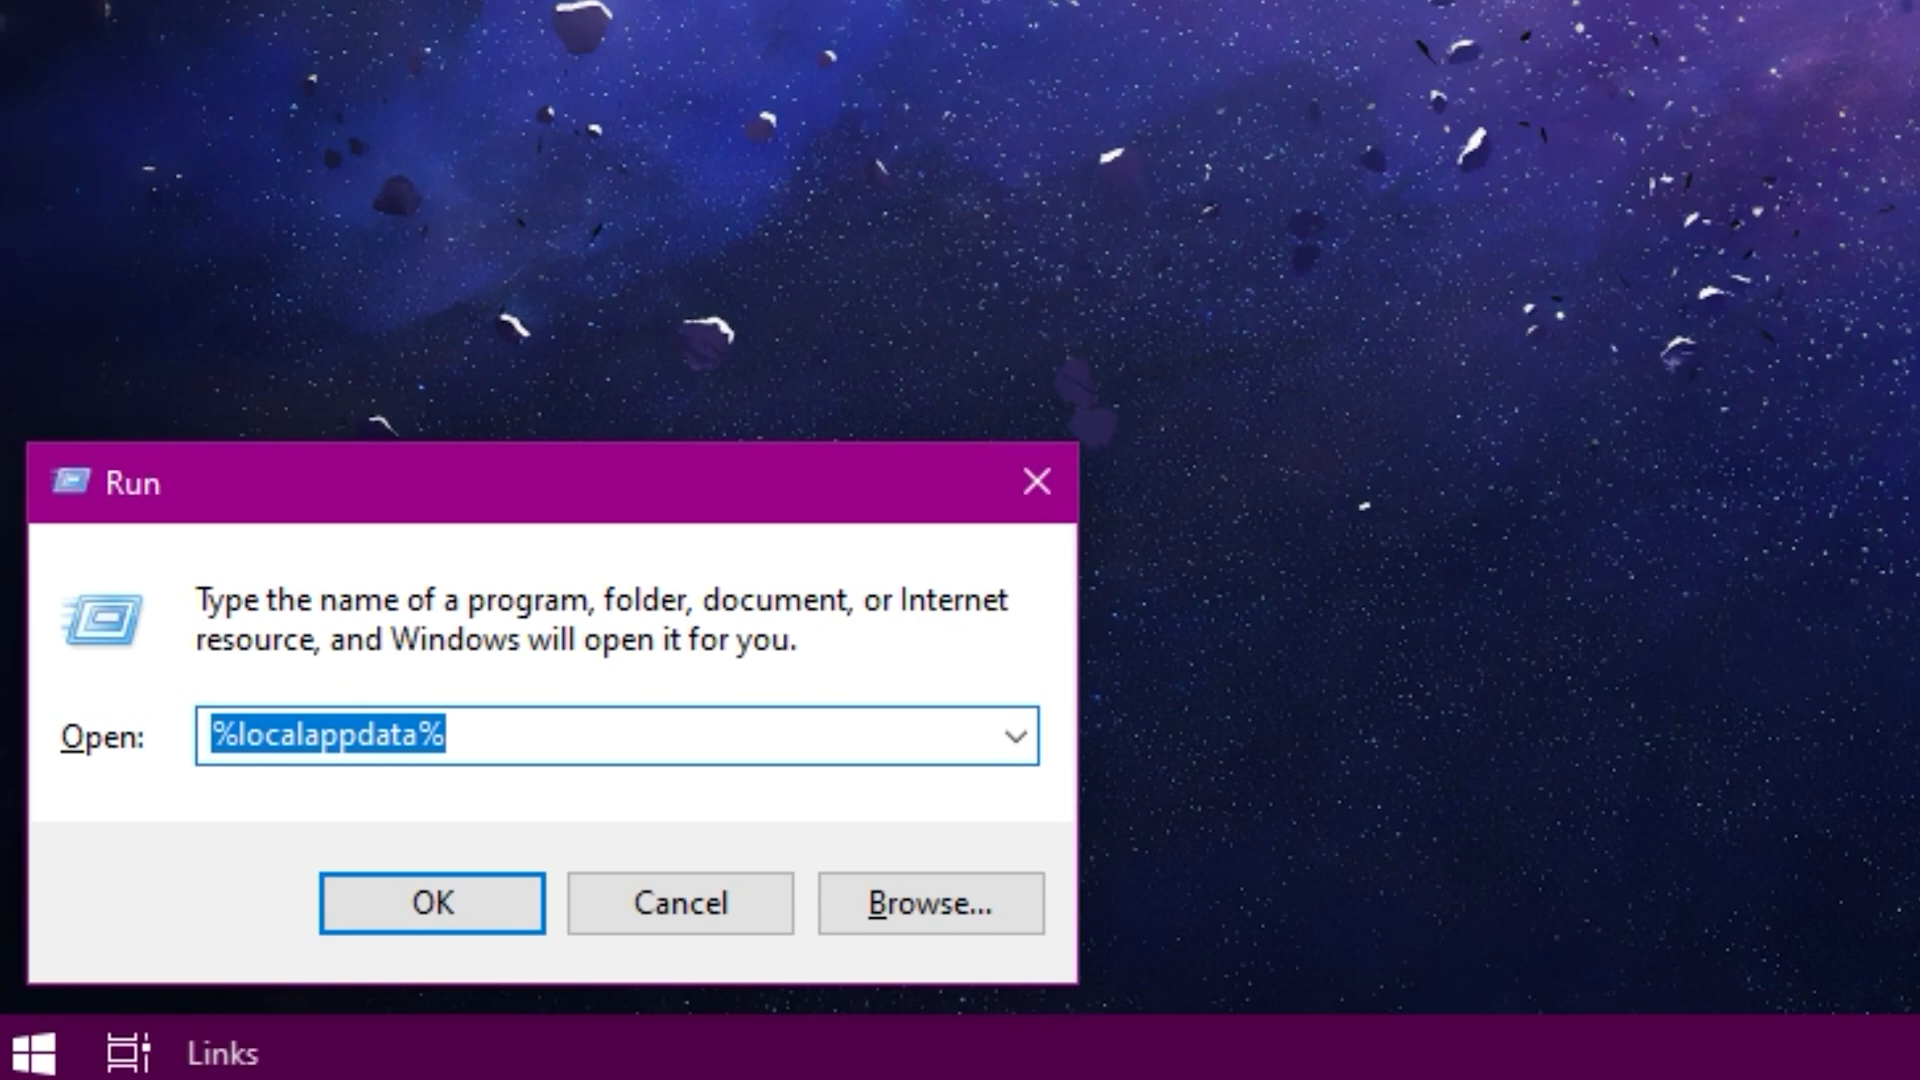 Run
Type the name of a program, folder, document, or Internet
resource, and Windows will open it for you.
Open:
%localappdata%
OK
Cancel
Browse...
Links